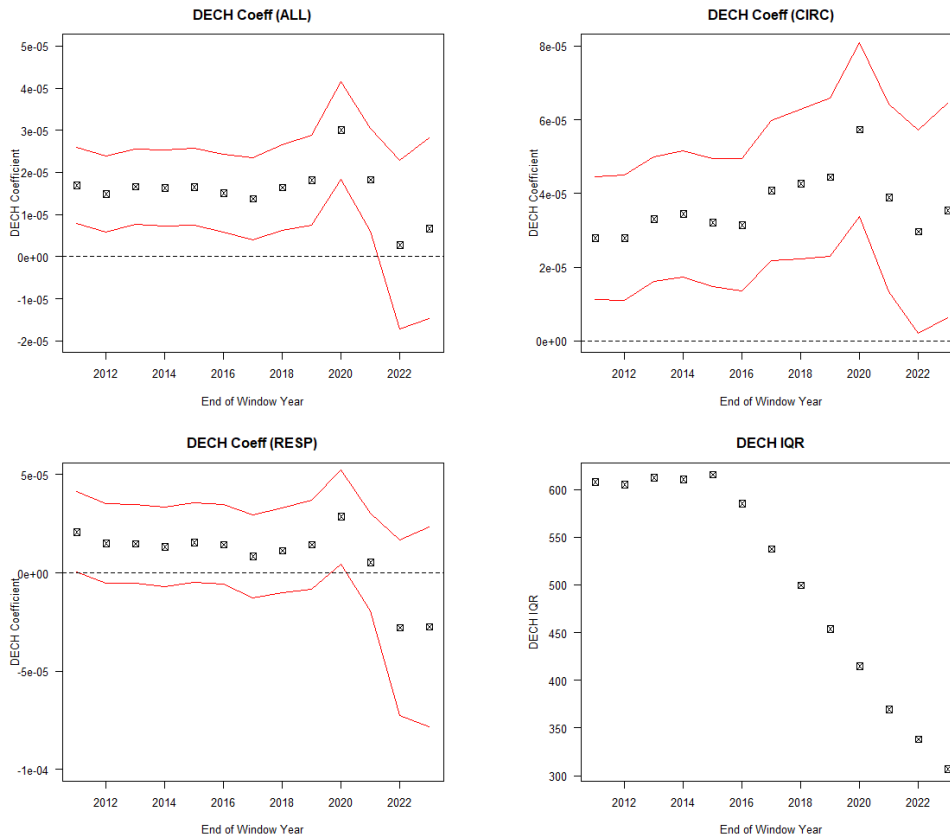 DECH Coeff (ALL)
DECH Coefficient
5e-05
4e-05
3e-05
2e-05
1e-05
0e+00
-1e-05
-2e-05
2012 2014 2016 2018 2020 2022
End of Window Year
DECH Coeff (CIRC)
DECH Coefficient
8e-05
6e-05
4e-05
2e-05
0e+00
2012 2014 2016 2018 2020 2022
End of Window Year
DECH Coeff (RESP)
DECH Coefficient
5e-05
0e+00
-5e-05
-1e-04
2012 2014 2016 2018 2020 2022
End of Window Year
DECH IQR
DECH IQR
600
550
500
450
400
350
300
2012 2014 2016 2018 2020 2022
End of Window Year